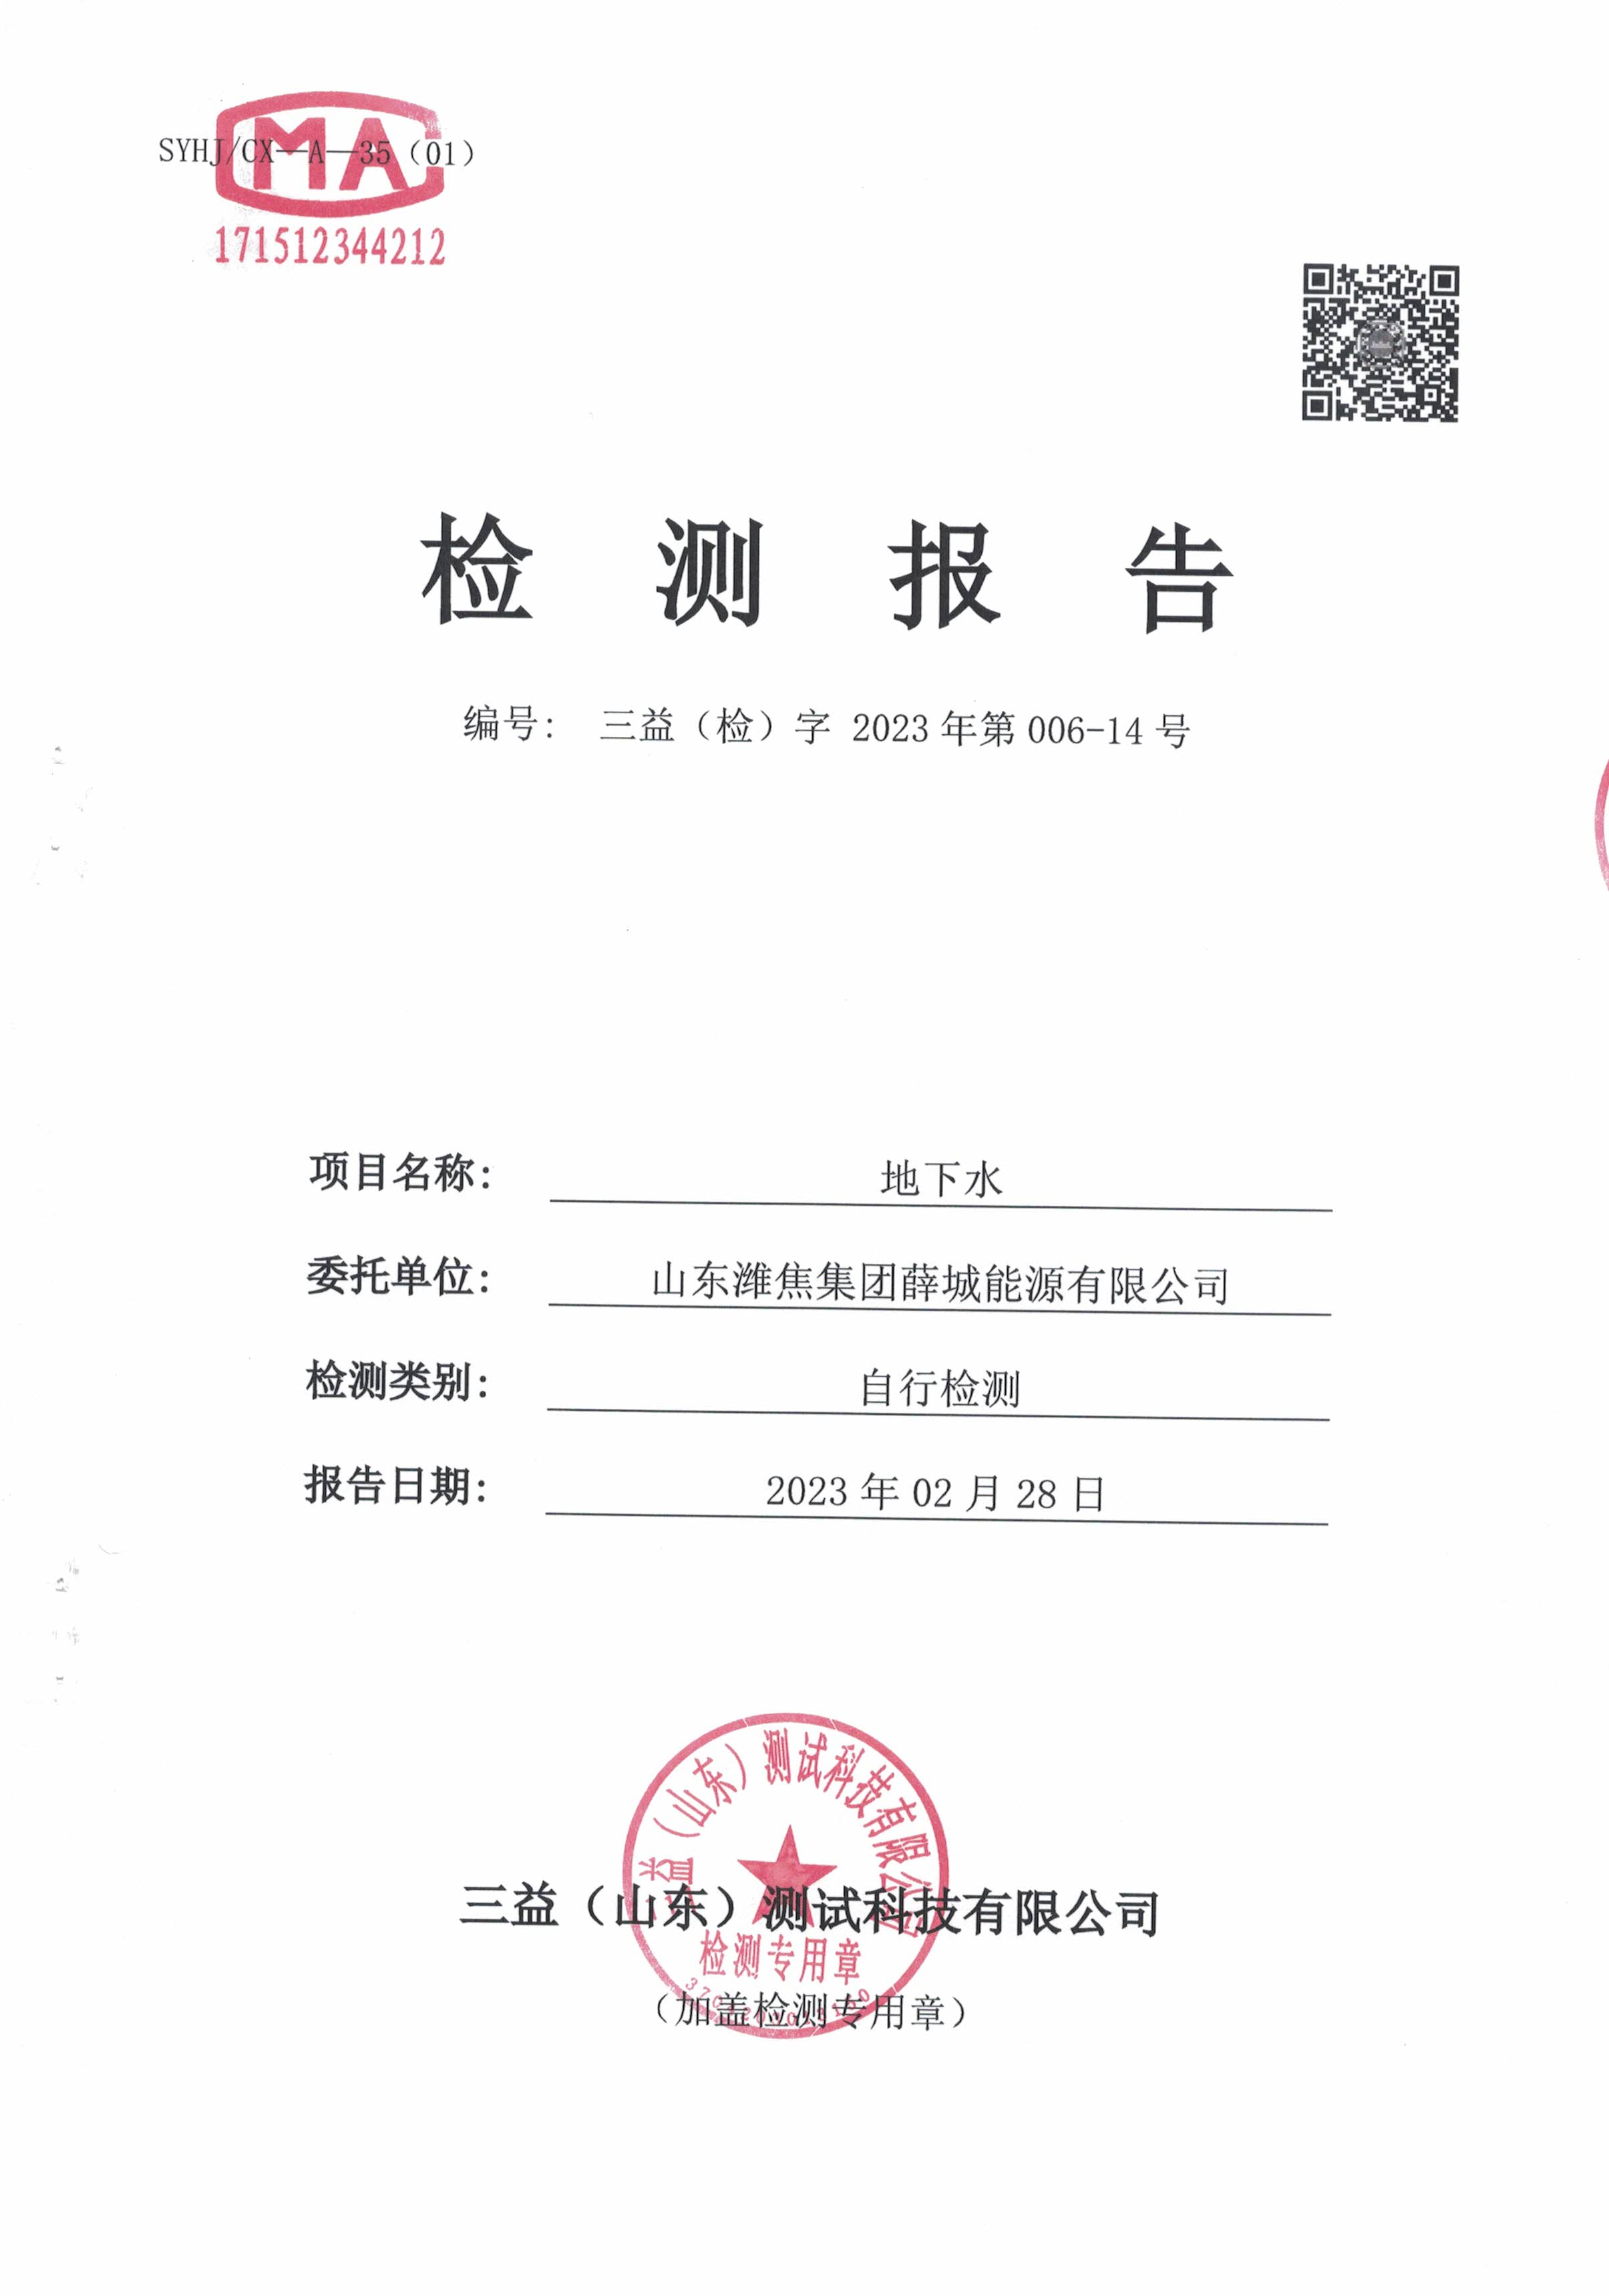 SYHJ/CX—A—35（01）
MA
171512344212
检测报告
编号： 三益（检）字 2023 年第 006-14 号
项目名称： 地下水
委托单位： 山东潍焦集团薛城能源有限公司
检测类别： 自行检测
报告日期： 2023 年 02 月 28 日
益（山东）测试科技有限公司
三益（山东）测试科技有限公司
检测专用章
（加盖检测专用章）